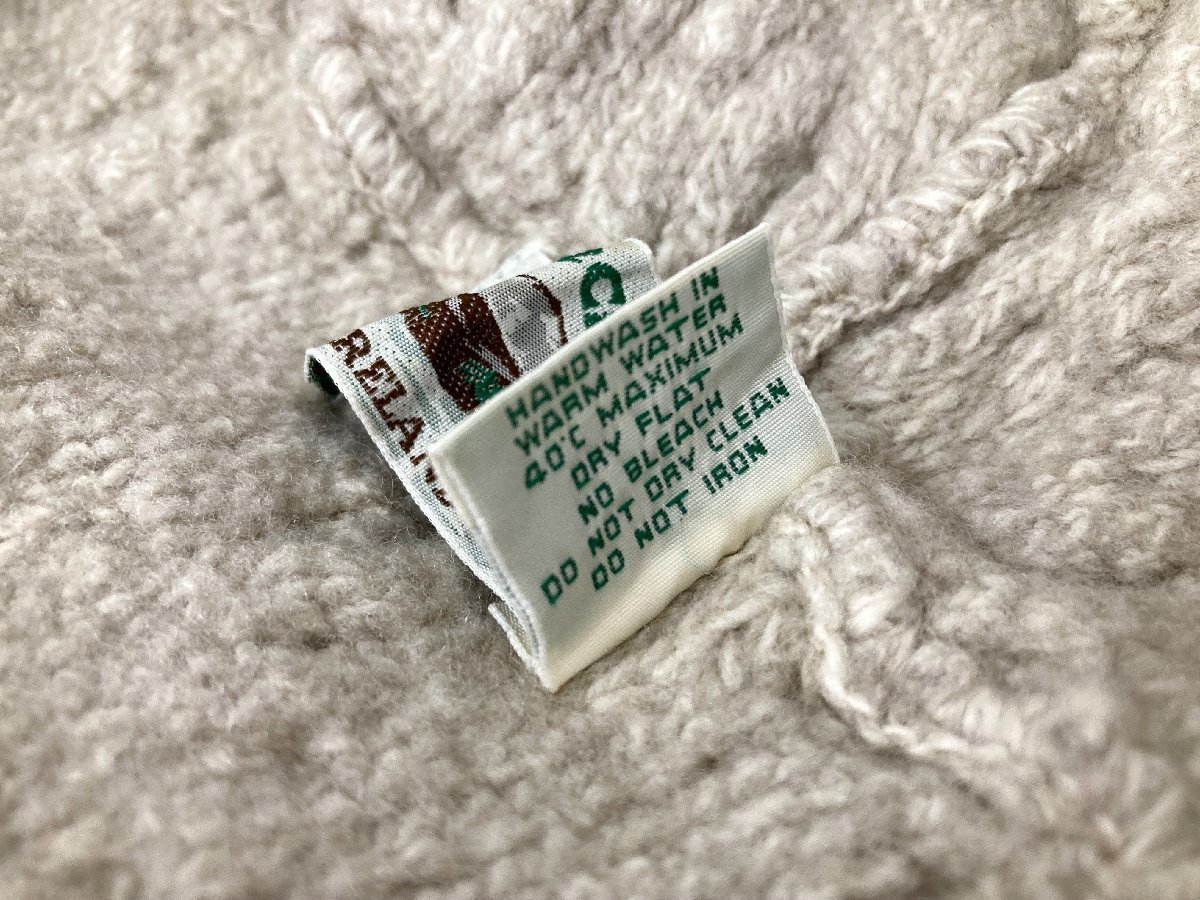 HANDWASH IN
WARM WATER
40°C MAXIMUM
DRY FLAT
NO BLEACH
DO NOT DRY CLEAN
DO NOT IRON